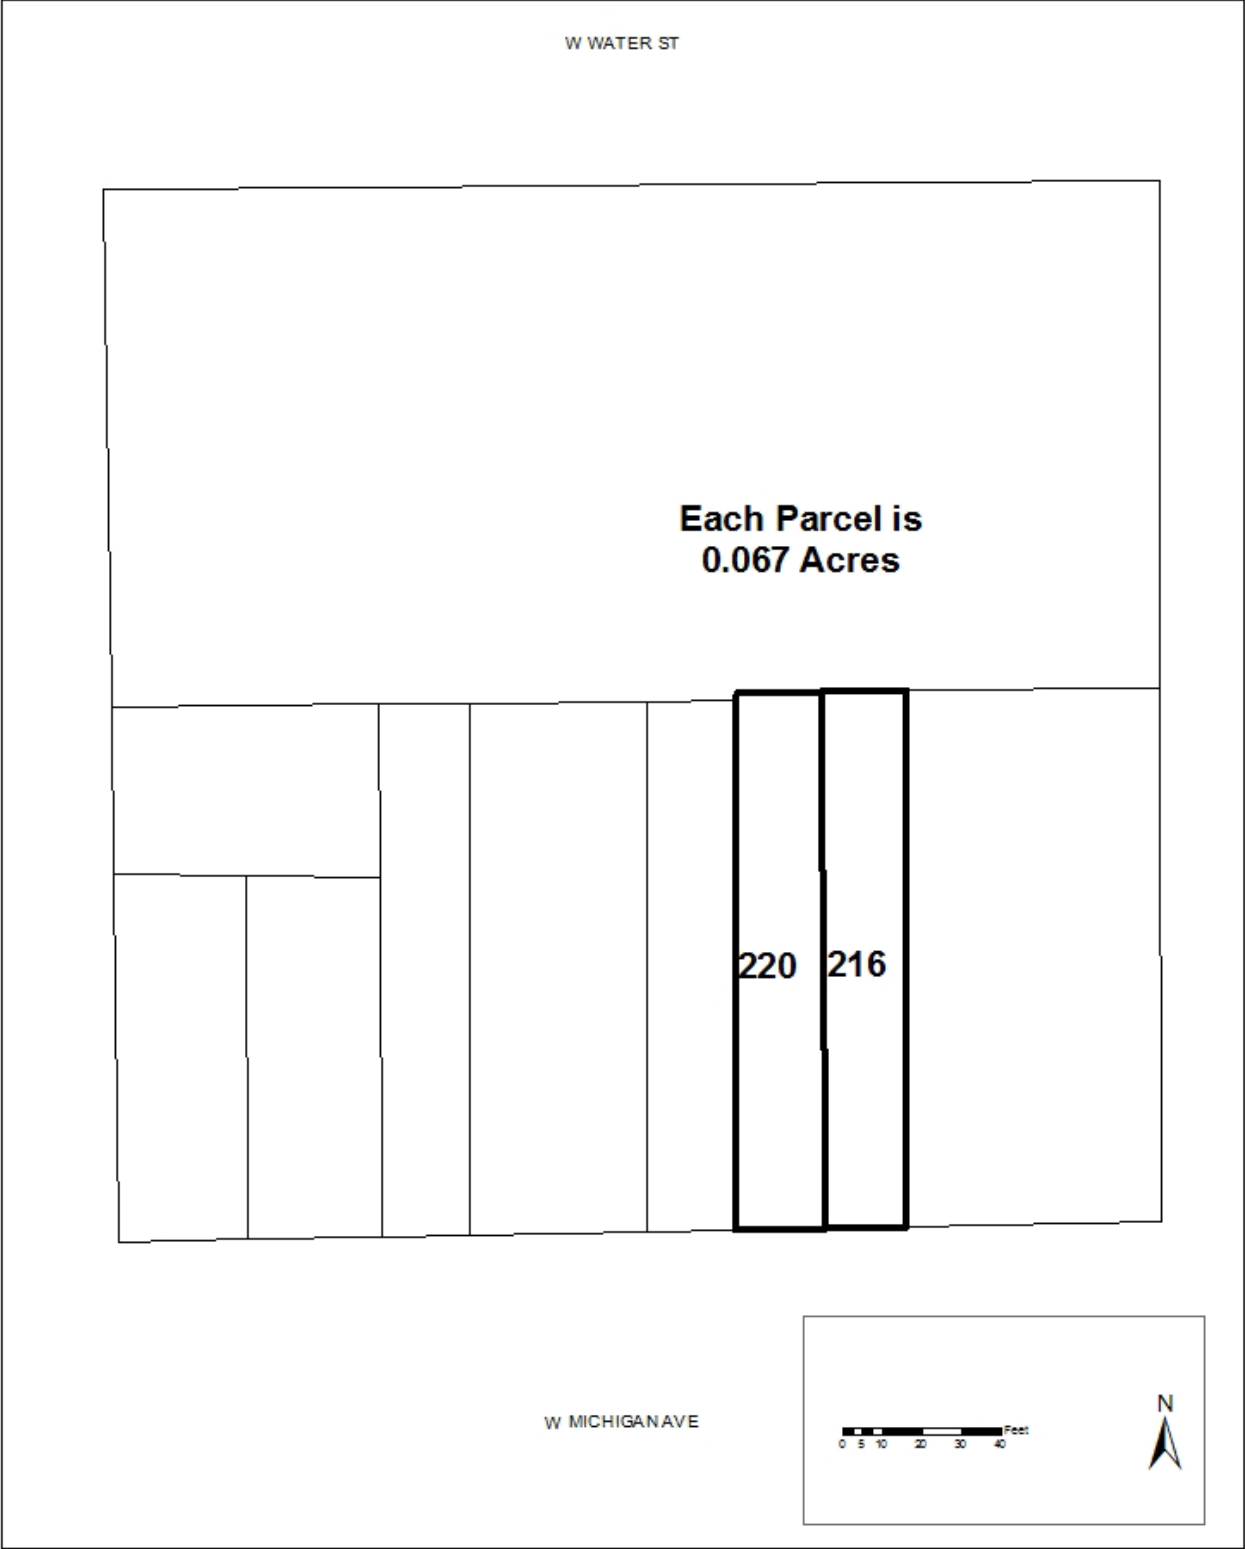 W WATER ST
Each Parcel is
0.067 Acres
220 216
W MICHIGAN AVE
N
Feet
0 5 10 20 30 40